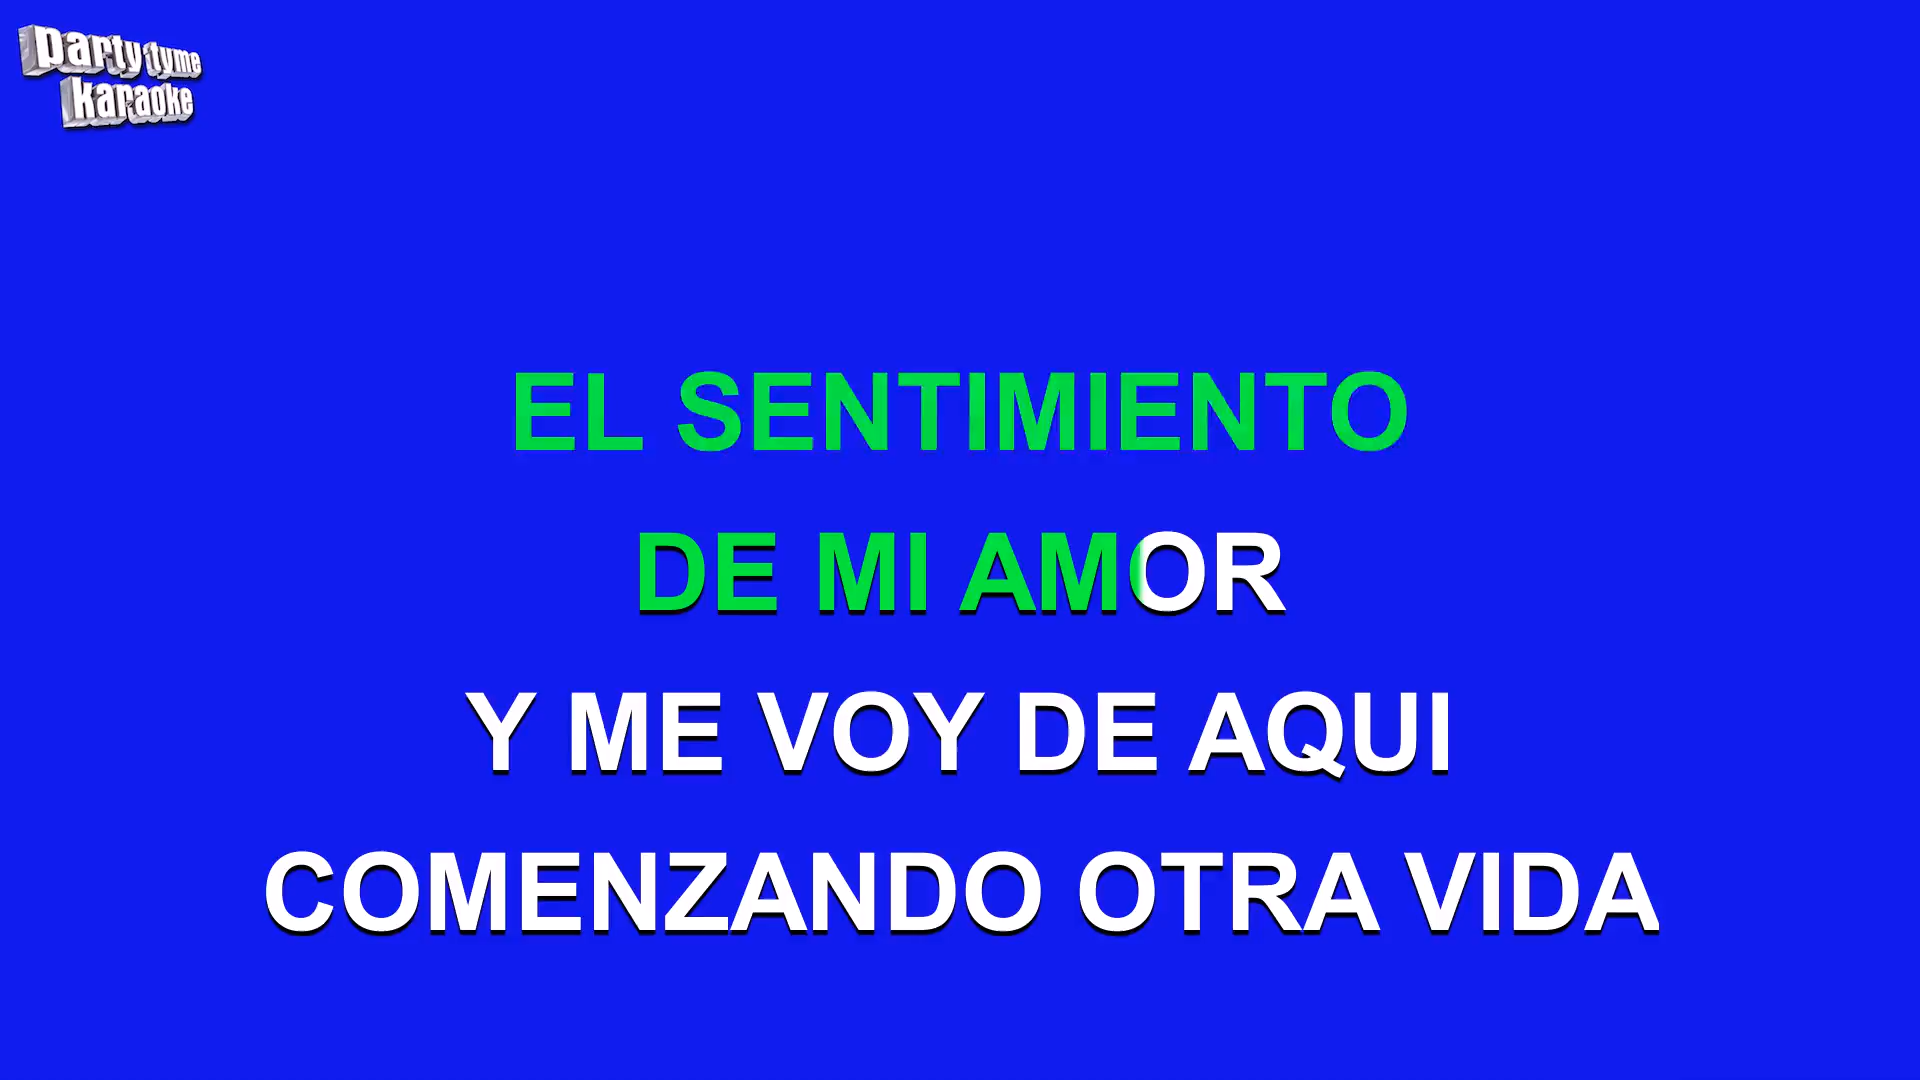 party tyme
karaoke
EL SENTIMIENTO
DE MI AMOR
Y ME VOY DE AQUI
COMENZANDO OTRA VIDA